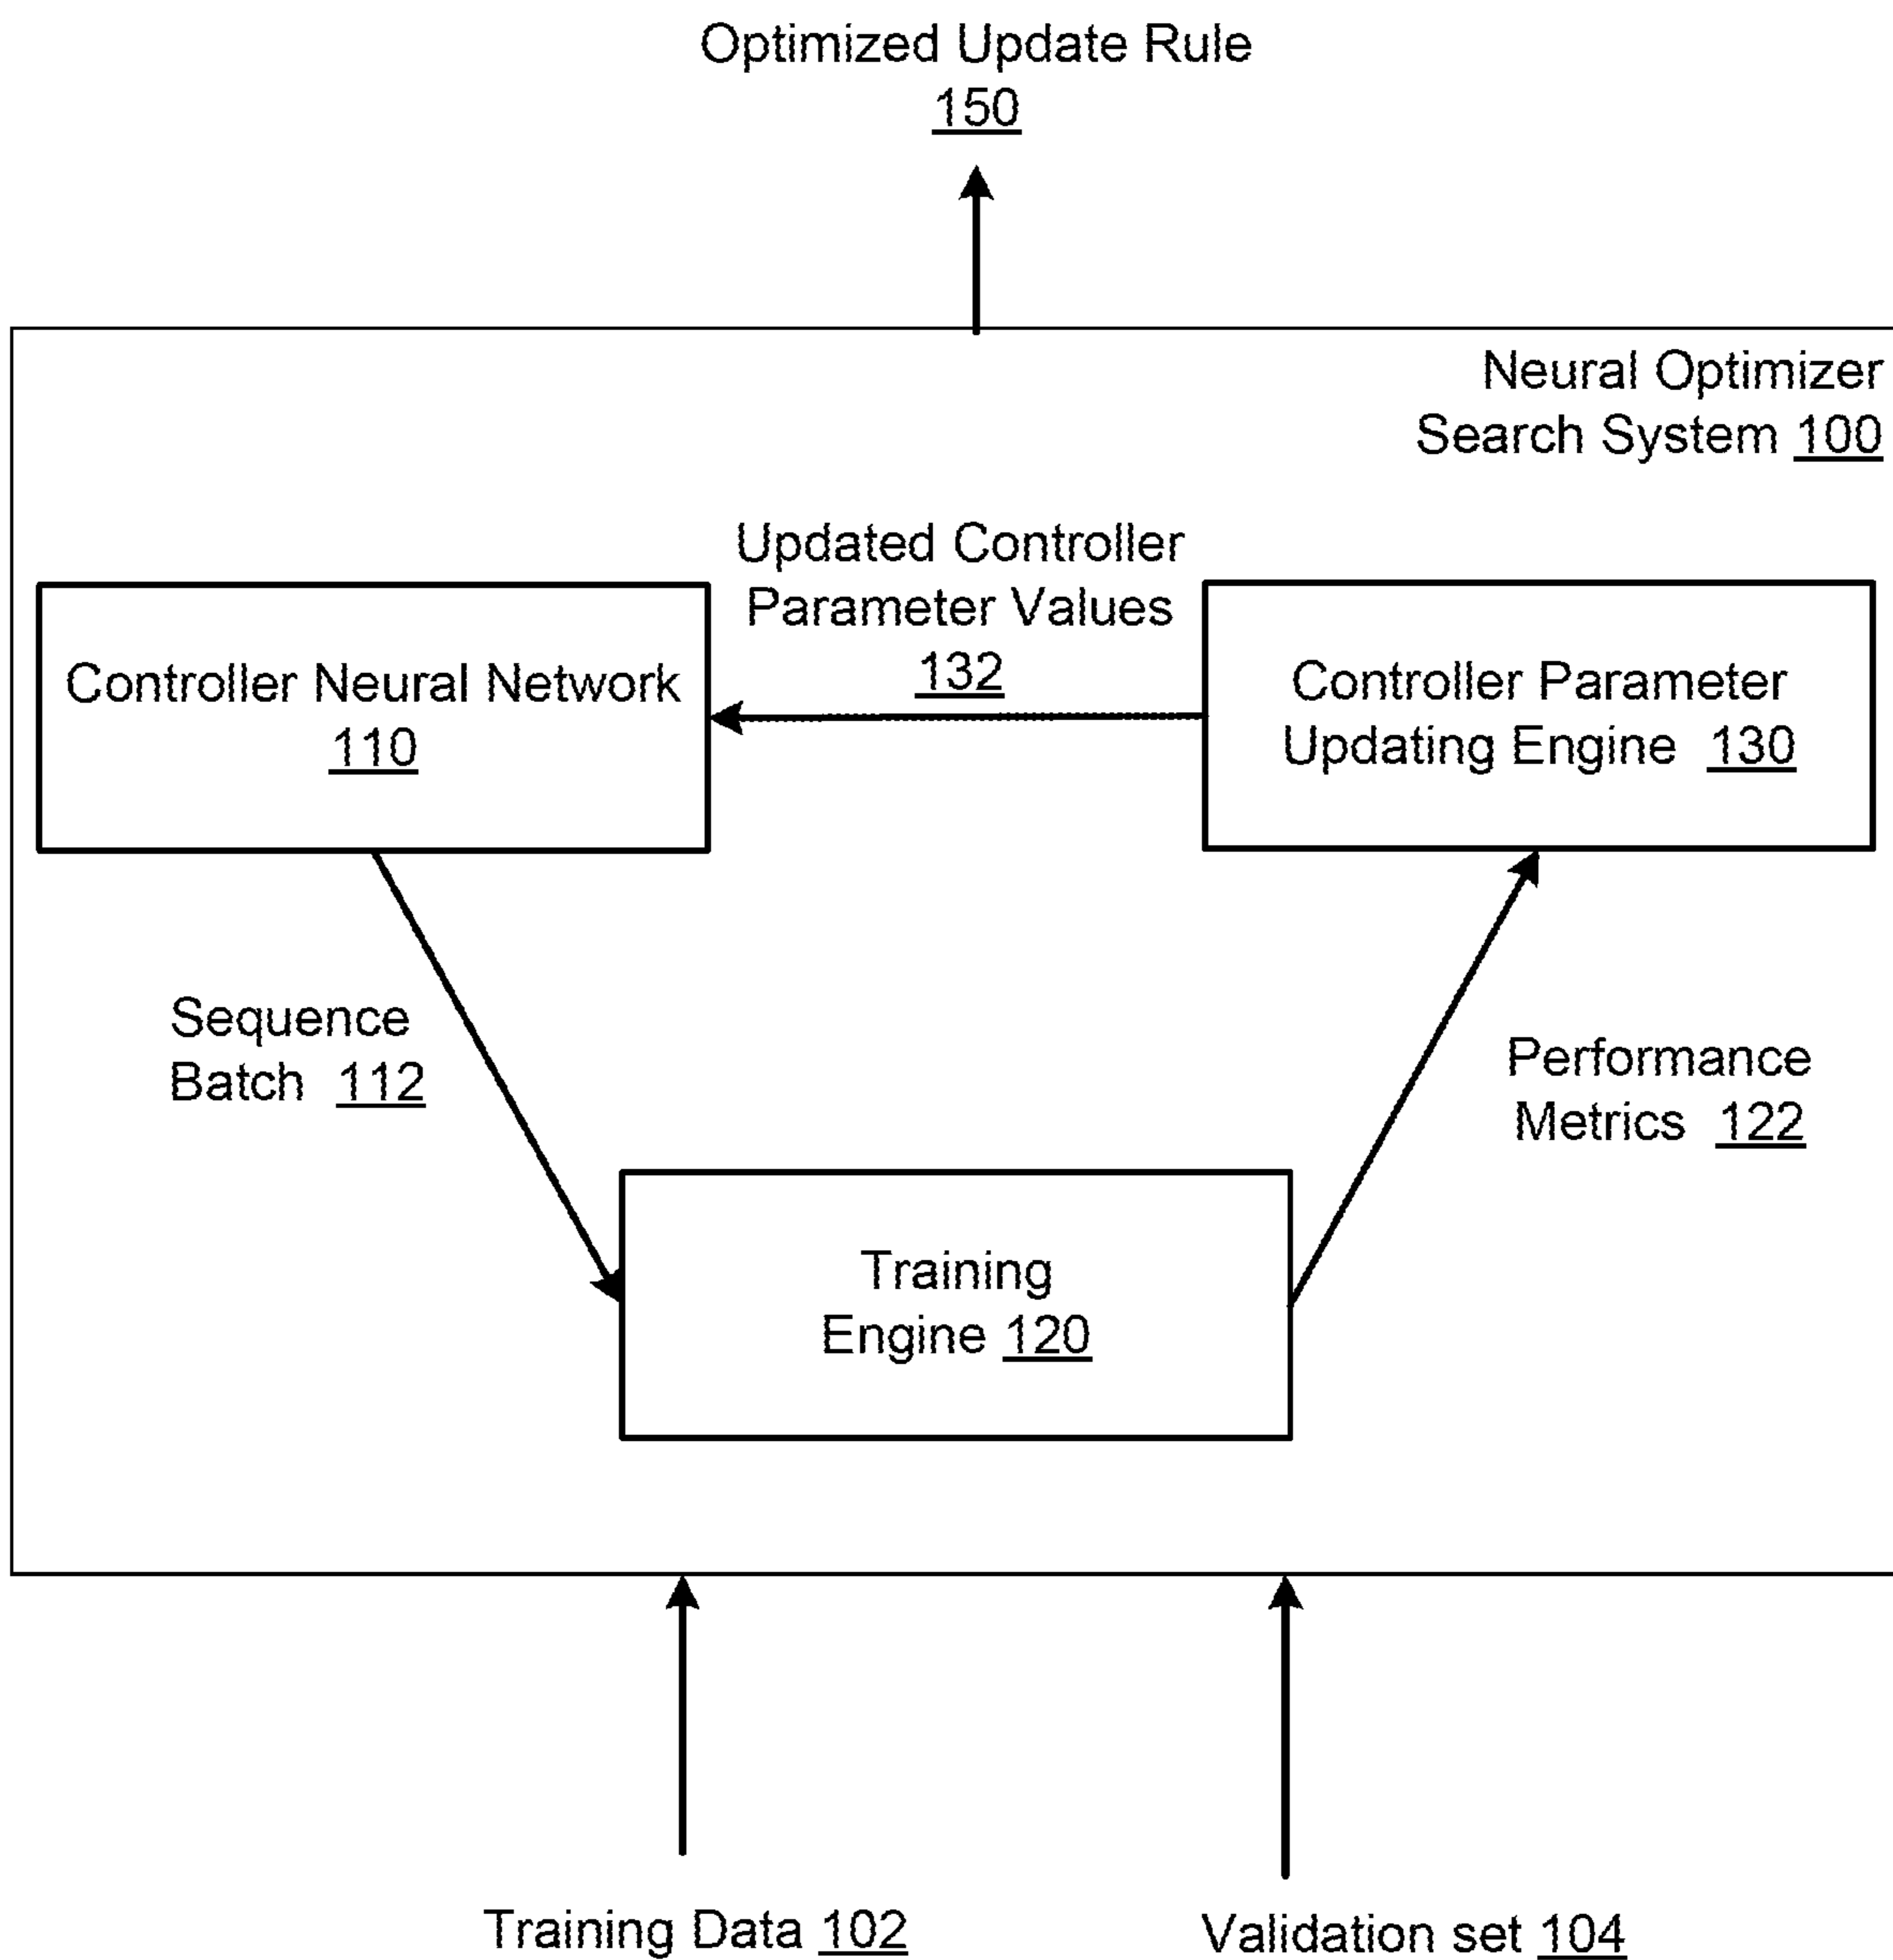 Optimized Update Rule
150
Neural Optimizer
Search System 100
Updated Controller
Parameter Values
132
Controller Neural Network
110
Controller Parameter
Updating Engine 130
Sequence
Batch 112
Performance
Metrics 122
Training
Engine 120
Training Data 102
Validation set 104